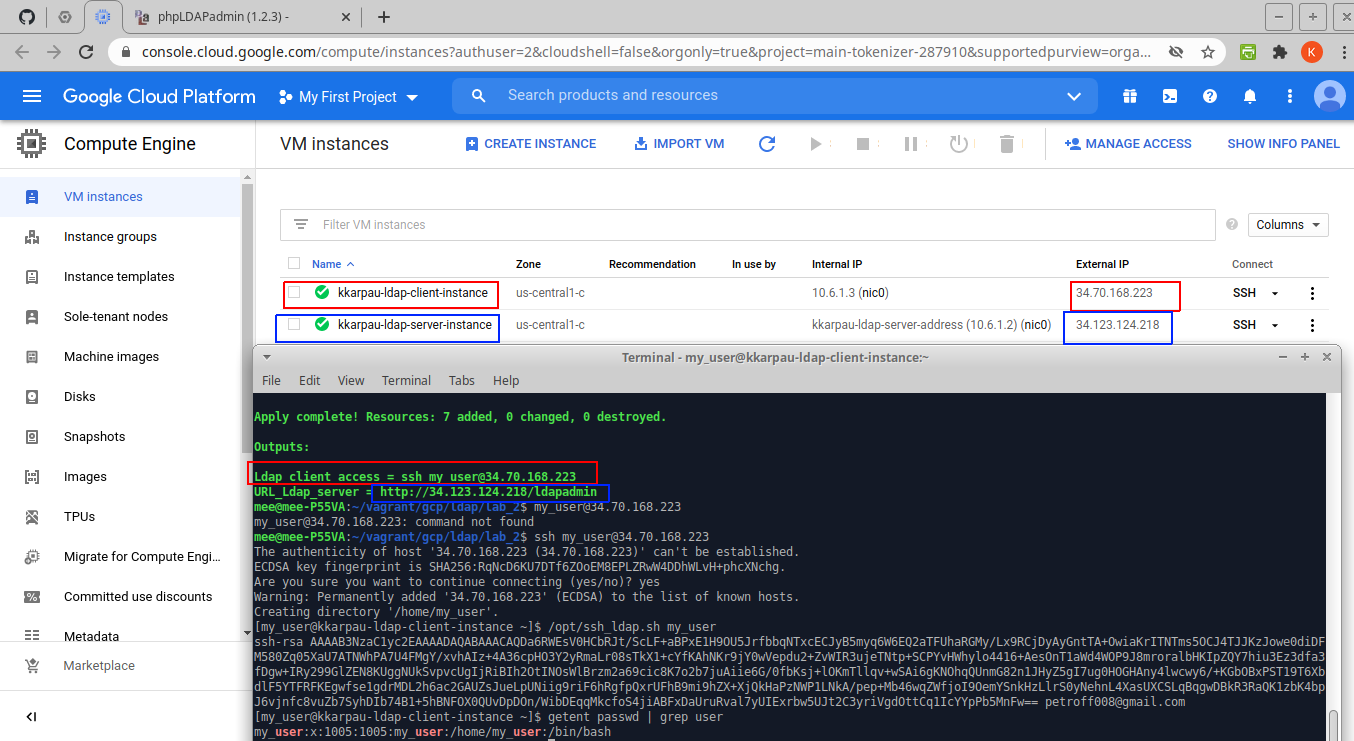 phpLDAPadmin (1.2.3) -
console.cloud.google.com/compute/instances?authuser=2&cloudshell=false&orgonly=true&project=main-tokenizer-287910&supportedpurview=orga...
K
Google Cloud Platform
My First Project
Search products and resources
Compute Engine
VM instances
CREATE INSTANCE
IMPORT VM
MANAGE ACCESS
SHOW INFO PANEL
VM instances
Instance groups
Instance templates
Sole-tenant nodes
Machine images
Disks
Snapshots
Images
TPUs
Migrate for Compute Engi...
Committed use discounts
Metadata
Marketplace
Filter VM instances
Columns
Name Zone Recommendation In use by Internal IP External IP Connect
kkarpau-ldap-client-instance us-central1-c 10.6.1.3 (nic0) 34.70.168.223 SSH
kkarpau-ldap-server-instance us-central1-c kkarpau-ldap-server-address (10.6.1.2) (nic0) 34.123.124.218 SSH
Terminal - my_user@kkarpau-ldap-client-instance:~
File Edit View Terminal Tabs Help
Apply complete! Resources: 7 added, 0 changed, 0 destroyed.
Outputs:
Ldap_client_access = ssh my_user@34.70.168.223
URL_Ldap_server = http://34.123.124.218/ldapadmin
mee@mee-P55VA:~/vagrant/gcp/ldap/lab_2$ my_user@34.70.168.223
my_user@34.70.168.223: command not found
mee@mee-P55VA:~/vagrant/gcp/ldap/lab_2$ ssh my_user@34.70.168.223
The authenticity of host '34.70.168.223 (34.70.168.223)' can't be established.
ECDSA key fingerprint is SHA256:RqNcD6KU7DTf6ZOoEM8EPLZRwW4DDhWLvH+phcXNchg.
Are you sure you want to continue connecting (yes/no)? yes
Warning: Permanently added '34.70.168.223' (ECDSA) to the list of known hosts.
Creating directory '/home/my_user'.
[my_user@kkarpau-ldap-client-instance ~]$ /opt/ssh_ldap.sh my_user
ssh-rsa AAAAB3NzaC1yc2EAAAADAQABAAACAQDa6RWEsV0HCbRJt/ScLF+aBPxE1H9OU5JrfbbqNTxcECJyB5myq6W6EQ2aTFUhaRGMy/Lx9RCjDyAyGntTA+OwiaKrITNTms5OCJ4TJJKzJowe0diDF
M580Zq05XaU7ATNWhPA7U4FMgY/xvhAIz+4A36cpHO3Y2yRmaLr08sTkX1+cYfKAhNKr9jY0wVepdu2+ZvWIR3ujeTNtp+SCPYvHWhylo4416+AesOnT1aWd4WOP9J8mroralbHKIpZQY7hiu3Ez3dfa3
fDgw+IRy299GlZEN8KUggNUkSvpvcUgIjRiBIh2OtINOsWlBrzm2a69cic8K7o2b7juAiie6G/0fbKsj+lOKmTllqv+wSAi6gKNOhqQUnmG82n1JHyZ5gI7ug0HOGHAny4lwcwy6/+KGbOBxPST19T6Xb
dlF5YTFRFKEgwfse1gdrMDL2h6ac2GAUZsJueLpUNiig9riF6hRgfpQxrUFhB9mi9hZX+XjQkHaPzNWP1LNkA/pep+Mb46wqZWfjoI9OemYSnkHzLlrS0yNehnL4XasUXCSLqBqgwDBkR3RaQK1zbK4bp
J6vjnfc8vuZb7SyhDIb74B1+5hBNFOX0QUvDpDOn/WibDEqqMkcfoS4jiABFxDaUruRval7yUIExrbw5UJt2C3yriVgdOttCq1IcYYpPb5MnFw== petroff008@gmail.com
[my_user@kkarpau-ldap-client-instance ~]$ getent passwd | grep user
my_user:x:1005:1005:my_user:/home/my_user:/bin/bash